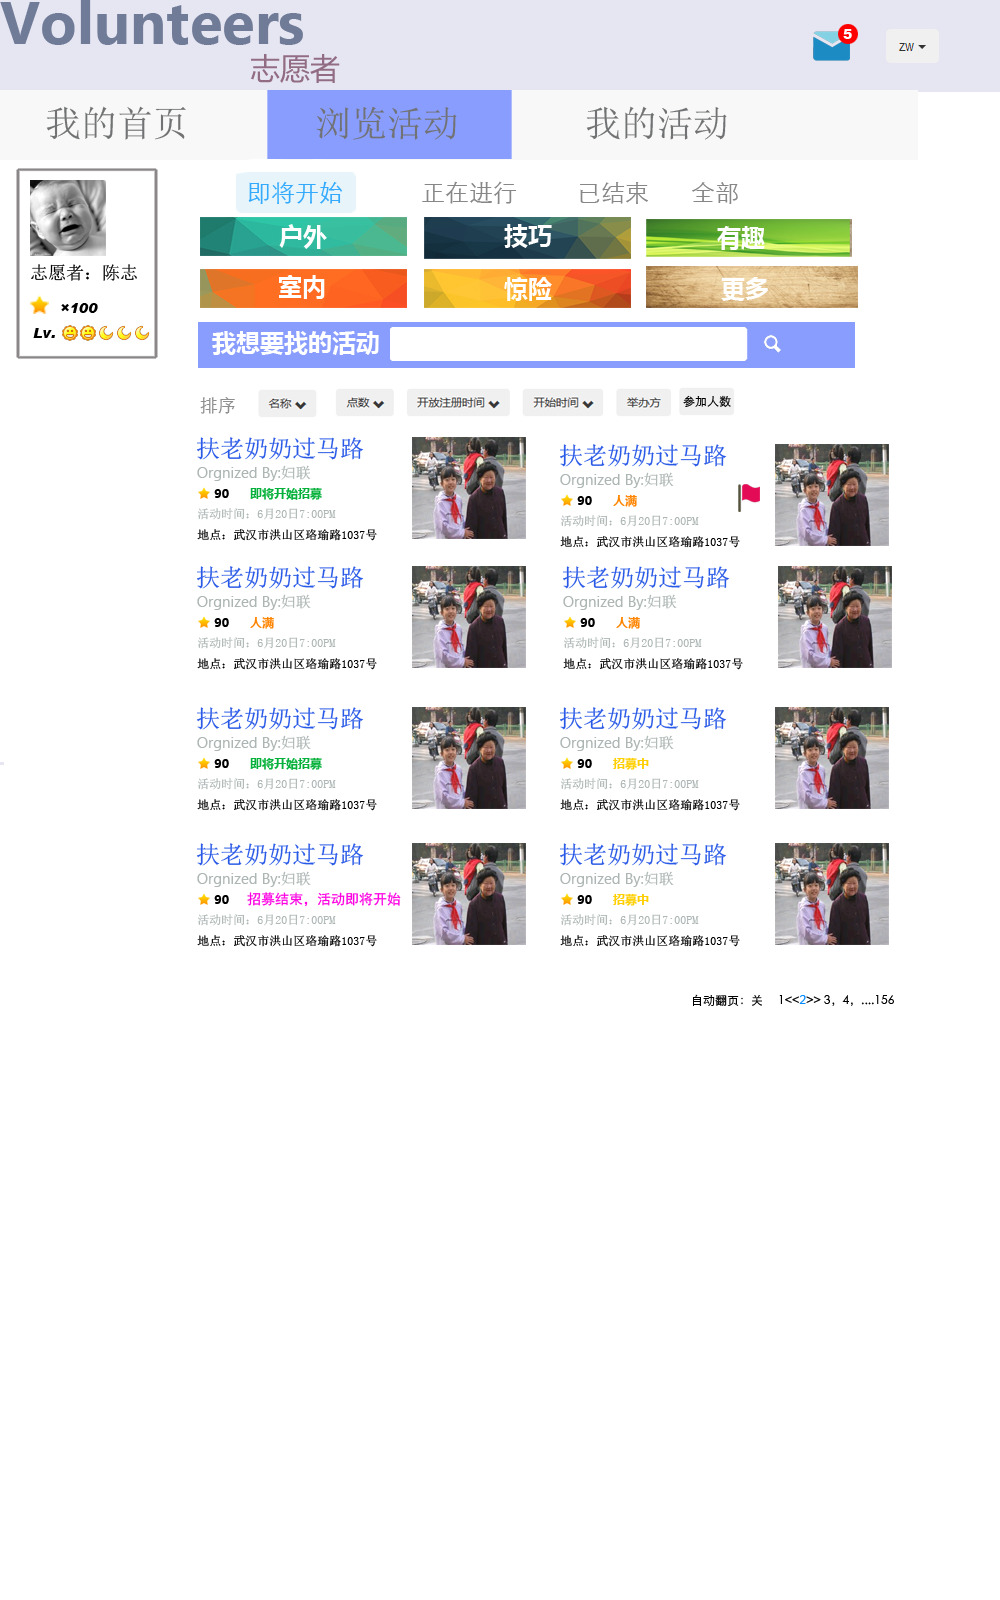 Volunteers
志愿者
5
ZW
我的首页 浏览活动 我的活动
即将开始 正在进行 已结束 全部
志愿者：陈志
×100
Lv.
户外 技巧 有趣
室内 惊险 更多
我想要找的活动
排序 名称 点数 开放注册时间 开始时间 举办方 参加人数
扶老奶奶过马路
Orgnized By:妇联
90 即将开始招募
活动时间：6月20日7:00PM
地点：武汉市洪山区珞瑜路1037号
扶老奶奶过马路
Orgnized By:妇联
90 人满
活动时间：6月20日7:00PM
地点：武汉市洪山区珞瑜路1037号
扶老奶奶过马路
Orgnized By:妇联
90 人满
活动时间：6月20日7:00PM
地点：武汉市洪山区珞瑜路1037号
扶老奶奶过马路
Orgnized By:妇联
90 人满
活动时间：6月20日7:00PM
地点：武汉市洪山区珞瑜路1037号
扶老奶奶过马路
Orgnized By:妇联
90 即将开始招募
活动时间：6月20日7:00PM
地点：武汉市洪山区珞瑜路1037号
扶老奶奶过马路
Orgnized By:妇联
90 招募中
活动时间：6月20日7:00PM
地点：武汉市洪山区珞瑜路1037号
扶老奶奶过马路
Orgnized By:妇联
90 招募结束，活动即将开始
活动时间：6月20日7:00PM
地点：武汉市洪山区珞瑜路1037号
扶老奶奶过马路
Orgnized By:妇联
90 招募中
活动时间：6月20日7:00PM
地点：武汉市洪山区珞瑜路1037号
自动翻页：关 1<<2>> 3，4，....156